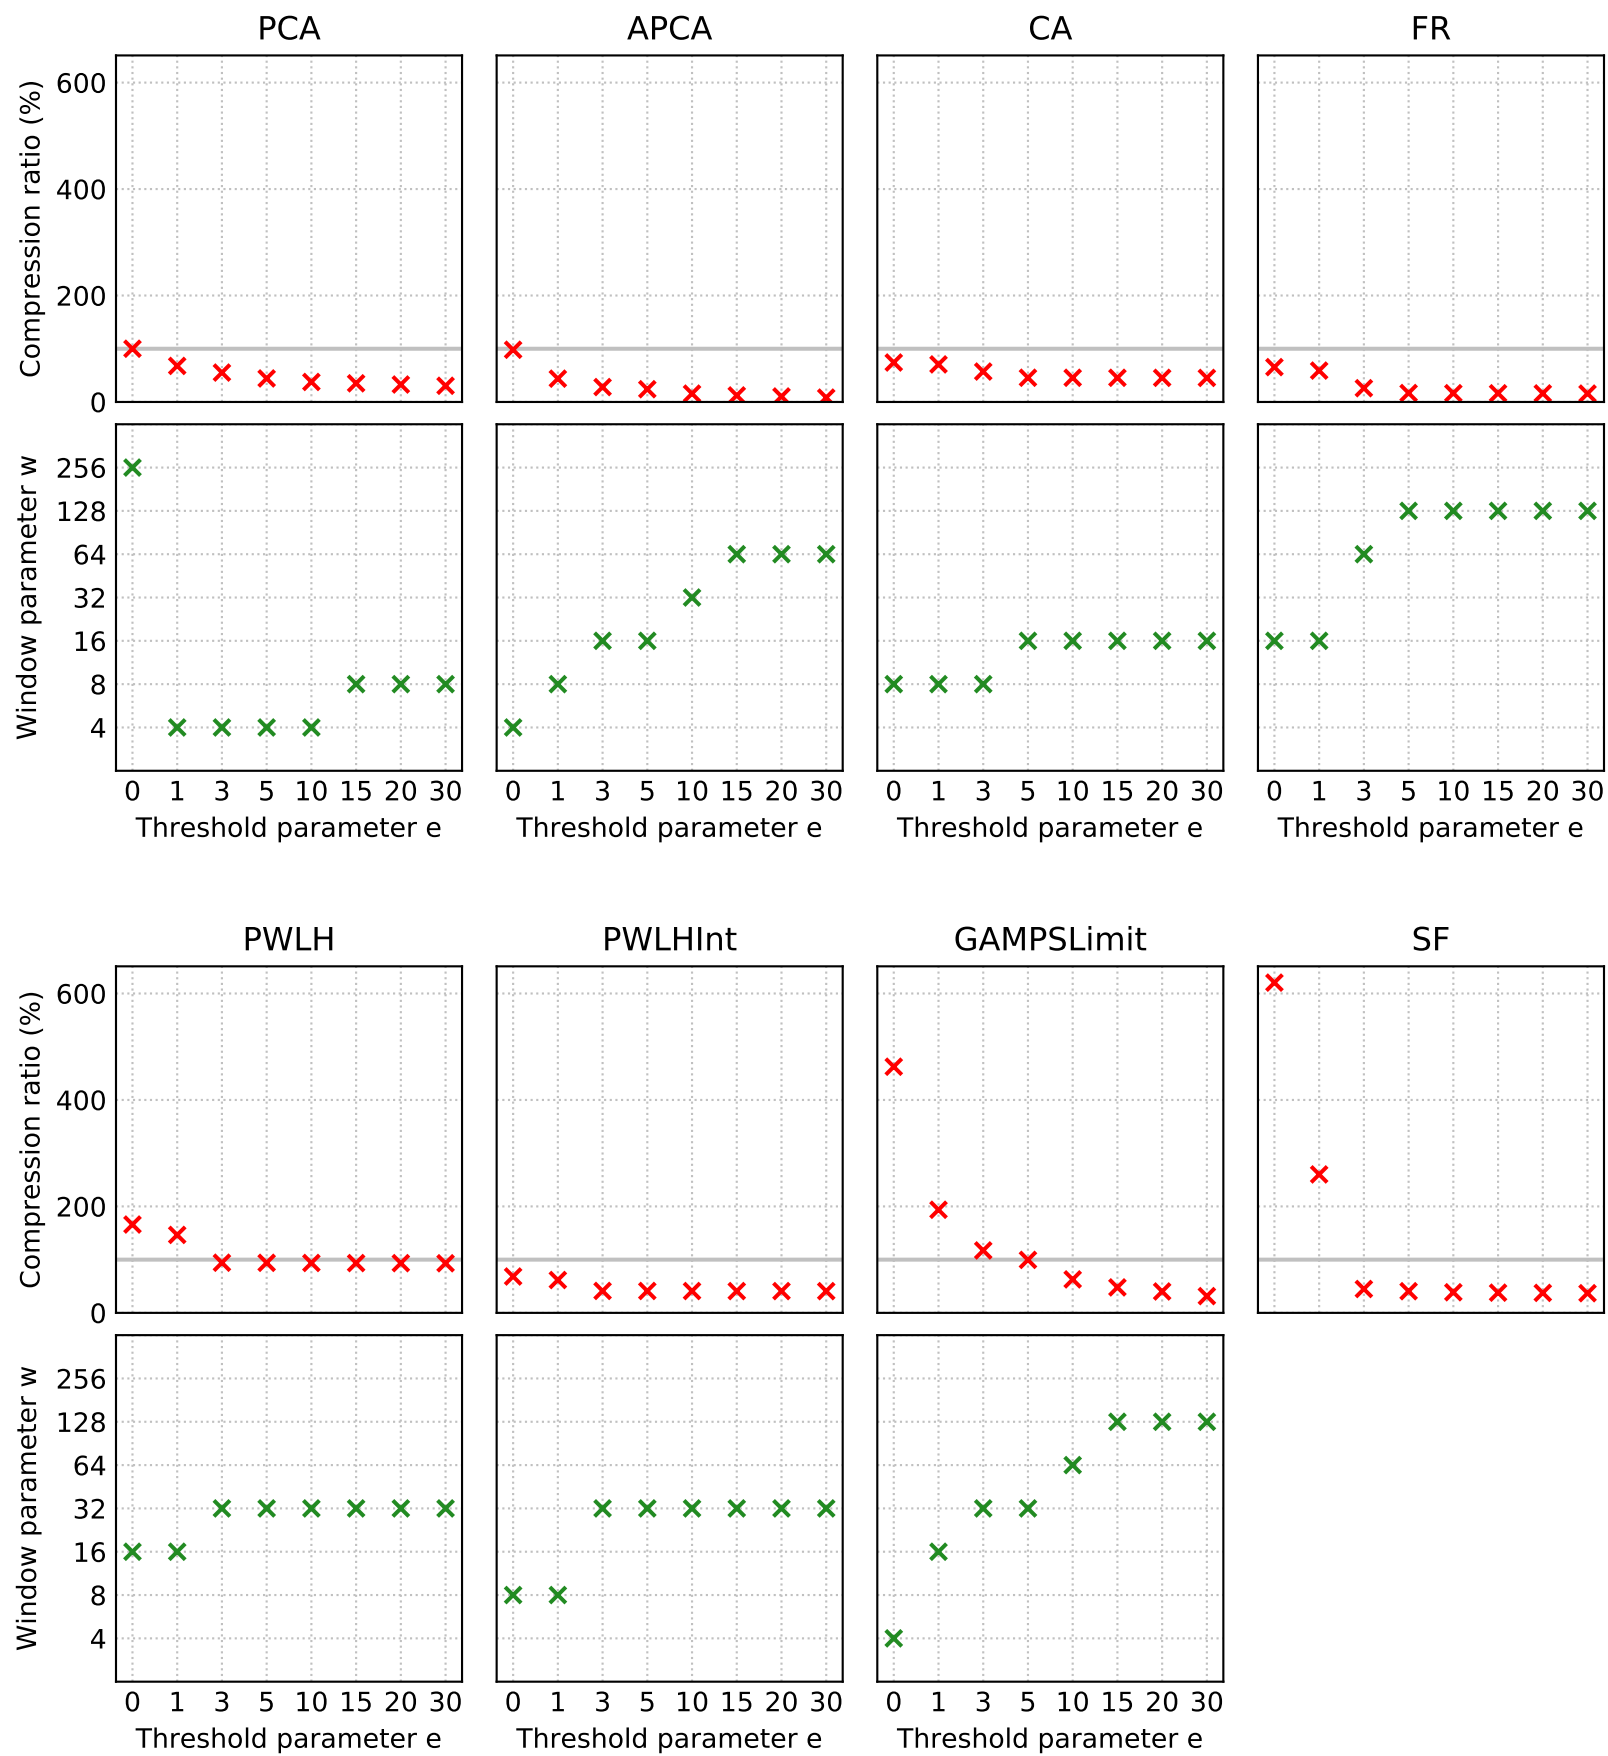 PCA APCA CA FR
Compression ratio (%)
600
400
200
0
Window parameter w
256
128
64
32
16
8
4
0 1 3 5 10 15 20 30 0 1 3 5 10 15 20 30 0 1 3 5 10 15 20 30 0 1 3 5 10 15 20 30
Threshold parameter e Threshold parameter e Threshold parameter e Threshold parameter e
PWLH PWLHInt GAMPSLimit SF
Compression ratio (%)
600
400
200
0
Window parameter w
256
128
64
32
16
8
4
0 1 3 5 10 15 20 30 0 1 3 5 10 15 20 30 0 1 3 5 10 15 20 30
Threshold parameter e Threshold parameter e Threshold parameter e